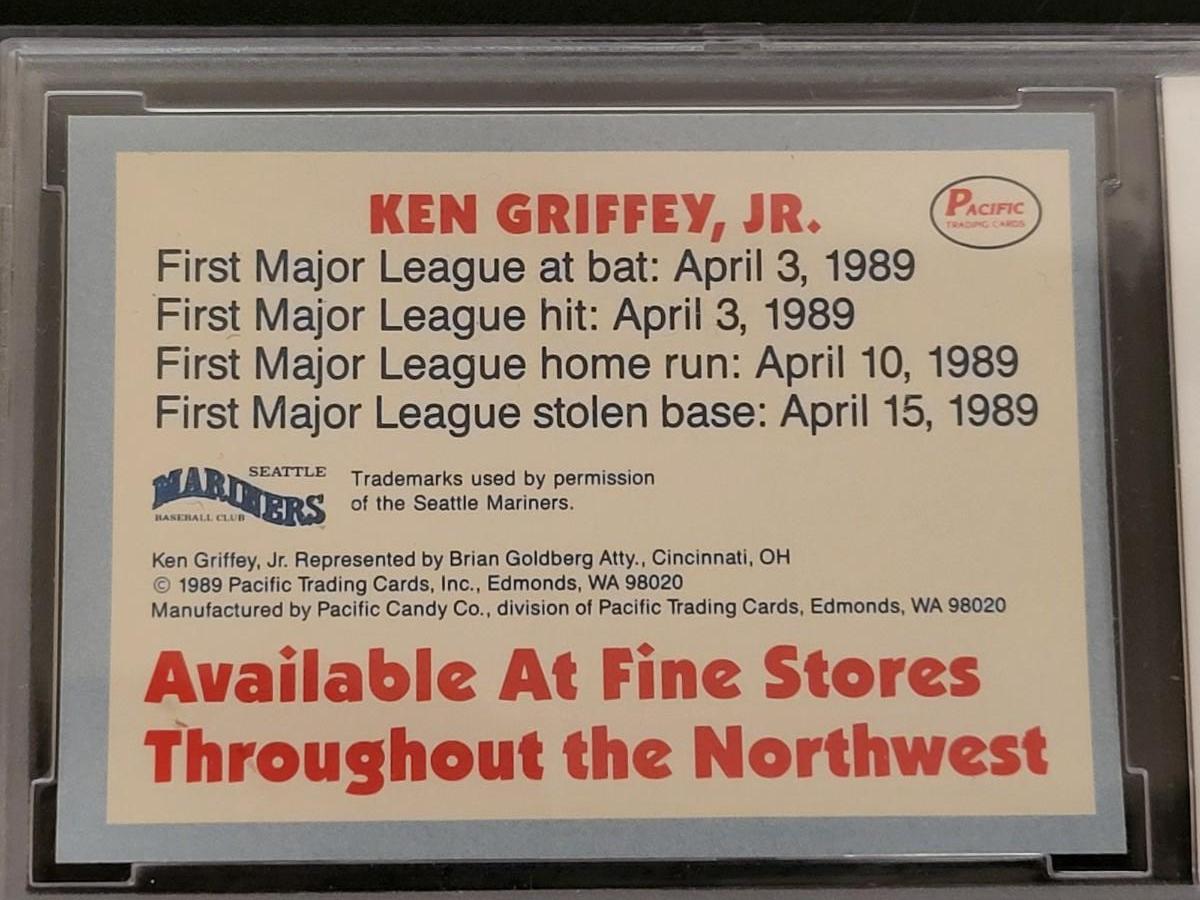 KEN GRIFFEY, JR.
PACIFIC
TRADING CARDS
First Major League at bat: April 3, 1989
First Major League hit: April 3, 1989
First Major League home run: April 10, 1989
First Major League stolen base: April 15, 1989
SEATTLE
MARINERS
BASEBALL CLUB
Trademarks used by permission
of the Seattle Mariners.
Ken Griffey, Jr. Represented by Brian Goldberg Atty., Cincinnati, OH
© 1989 Pacific Trading Cards, Inc., Edmonds, WA 98020
Manufactured by Pacific Candy Co., division of Pacific Trading Cards, Edmonds, WA 98020
Available At Fine Stores
Throughout the Northwest